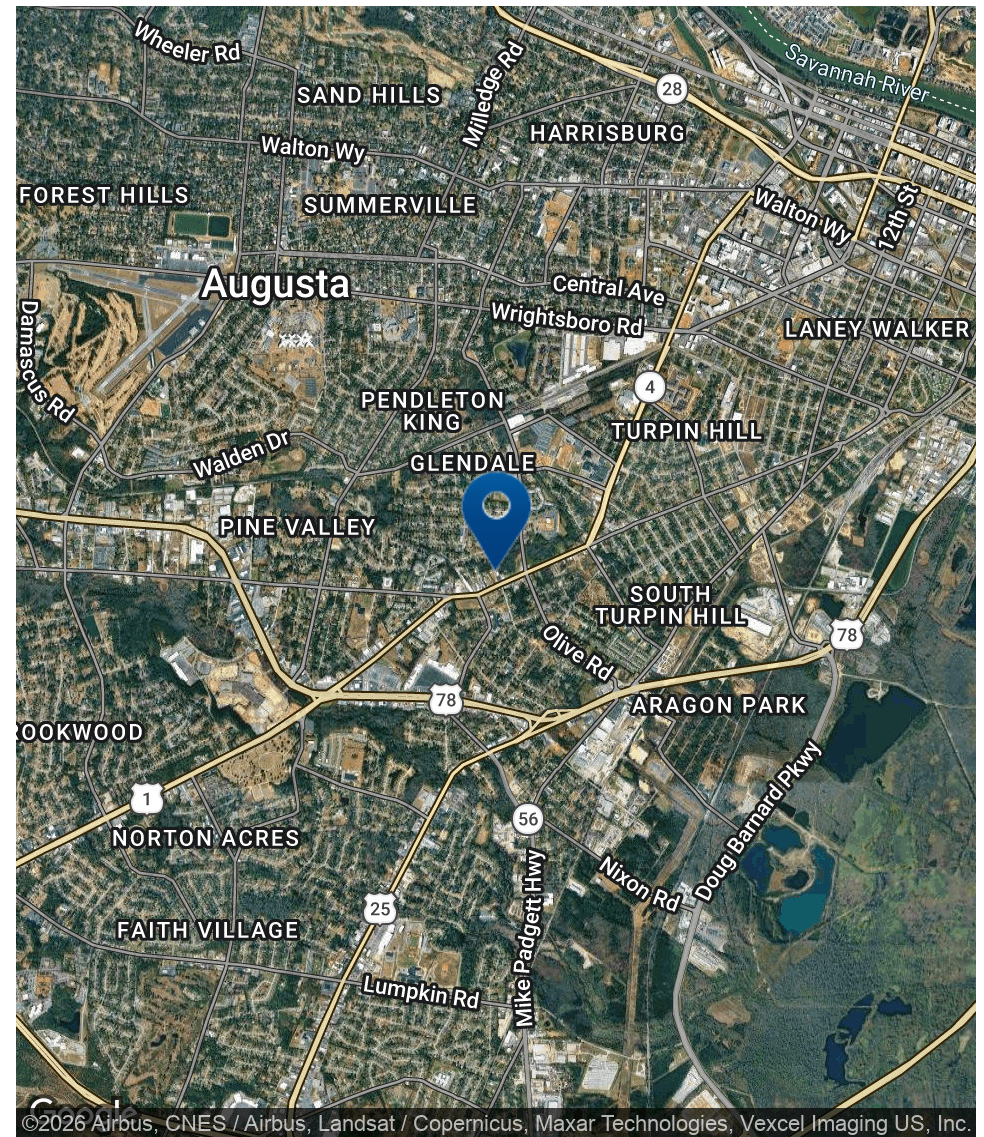 Wheeler Rd
Milledge Rd
Savannah River
SAND HILLS
28
HARRISBURG
Walton Wy
FOREST HILLS
SUMMERVILLE
Walton Wy
12th St
Augusta
Central Ave
Wrightsboro Rd
LANEY WALKER
Damascus Rd
4
PENDLETON
KING
TURPIN HILL
Walden Dr
GLENDALE
PINE VALLEY
SOUTH
TURPIN HILL
78
Olive Rd
78
ARAGON PARK
ROOKWOOD
1
Doug Barnard Pkwy
56
NORTON ACRES
Nixon Rd
Mike Padgett Hwy
25
FAITH VILLAGE
Lumpkin Rd
Google
©2026 Airbus, CNES / Airbus, Landsat / Copernicus, Maxar Technologies, Vexcel Imaging US, Inc.